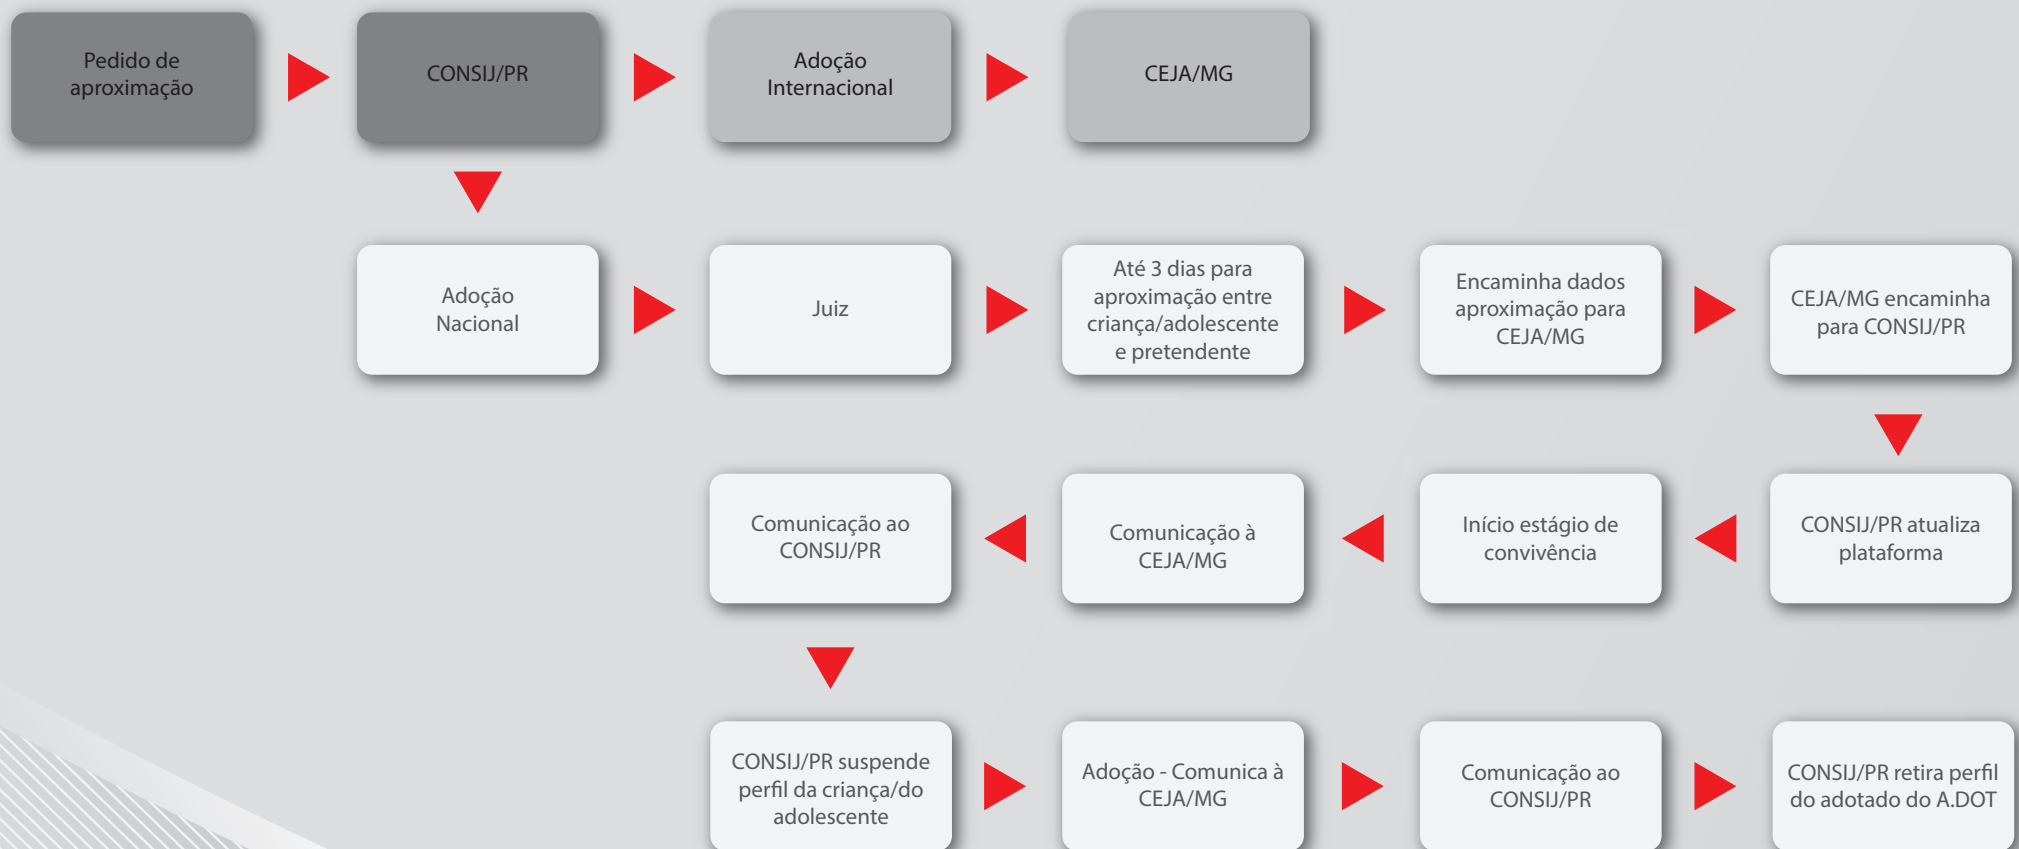 Pedido de
aproximação
CONSIJ/PR
Adoção
Internacional
CEJA/MG
Adoção
Nacional
Juiz
Até 3 dias para
aproximação entre
criança/adolescente
e pretendente
Encaminha dados
aproximação para
CEJA/MG
CEJA/MG encaminha
para CONSIJ/PR
Comunicação ao
CONSIJ/PR
Comunicação à
CEJA/MG
Início estágio de
convivência
CONSIJ/PR atualiza
plataforma
CONSIJ/PR suspende
perfil da criança/do
adolescente
Adoção - Comunica à
CEJA/MG
Comunicação ao
CONSIJ/PR
CONSIJ/PR retira perfil
do adotado do A.DOT